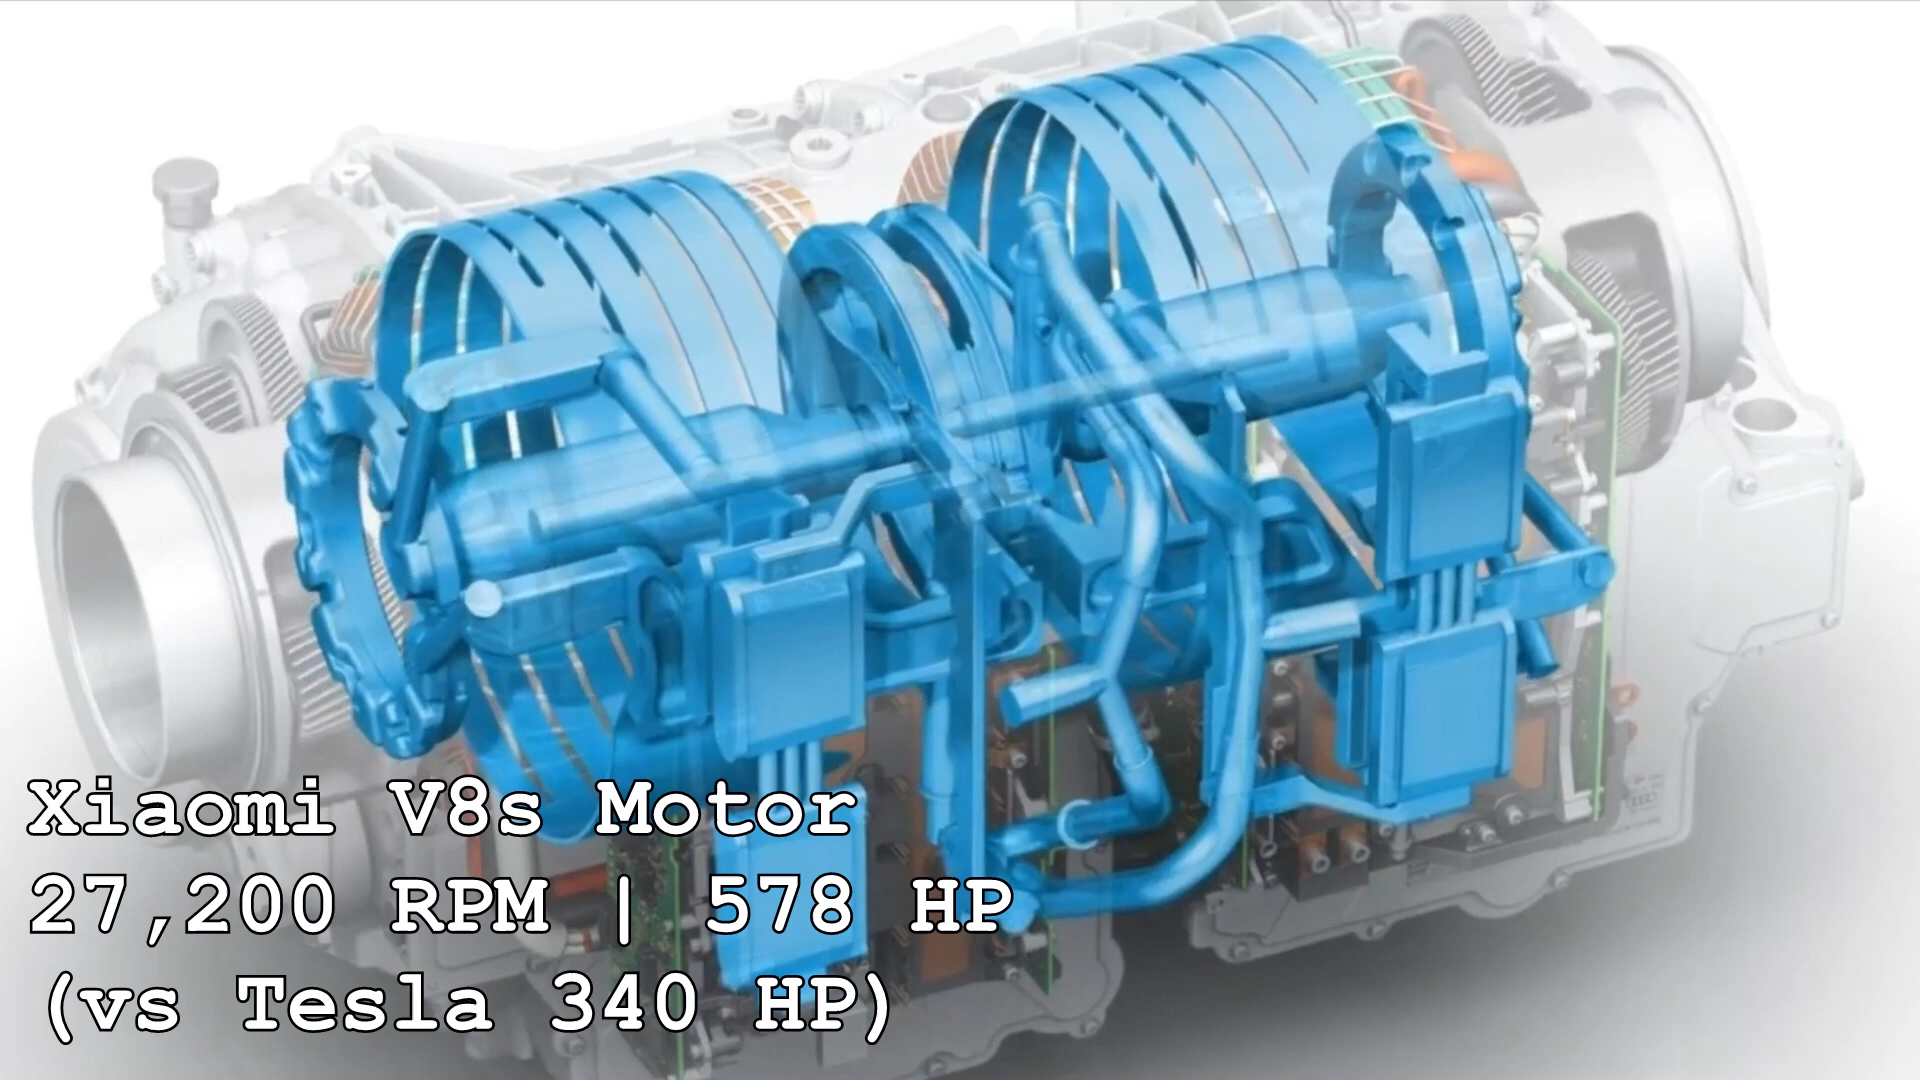 Xiaomi V8s Motor
27,200 RPM | 578 HP
(vs Tesla 340 HP)